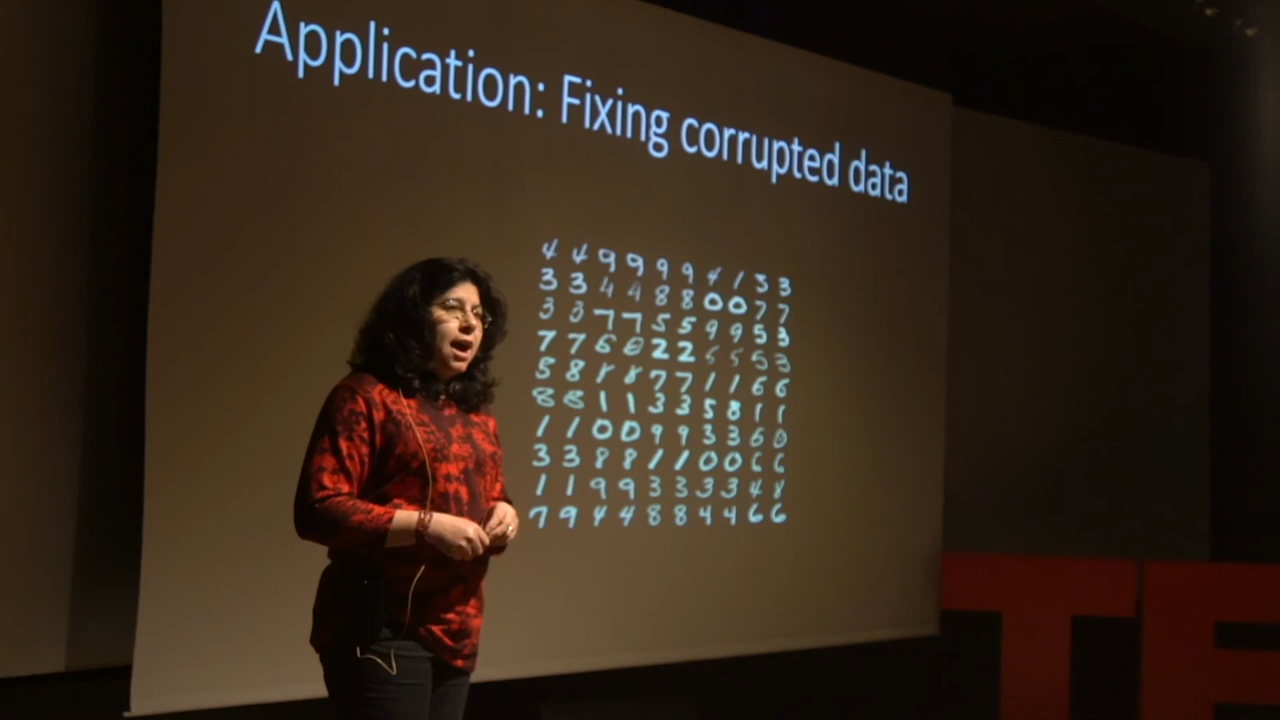 Application: Fixing corrupted data
4 4 9 9 9 9 4 1 3 3
3 3 4 4 8 8 0 0 7 7
3 3 7 7 5 5 9 9 5 3
7 7 6 0 2 2 5 5 5 3
5 8 8 8 7 7 1 1 6 6
8 8 1 1 3 3 5 8 1 1
1 1 0 0 9 9 3 3 6 0
3 3 8 8 1 1 0 0 6 6
1 1 9 9 3 3 3 3 4 8
7 9 4 4 8 8 4 4 6 6
TE